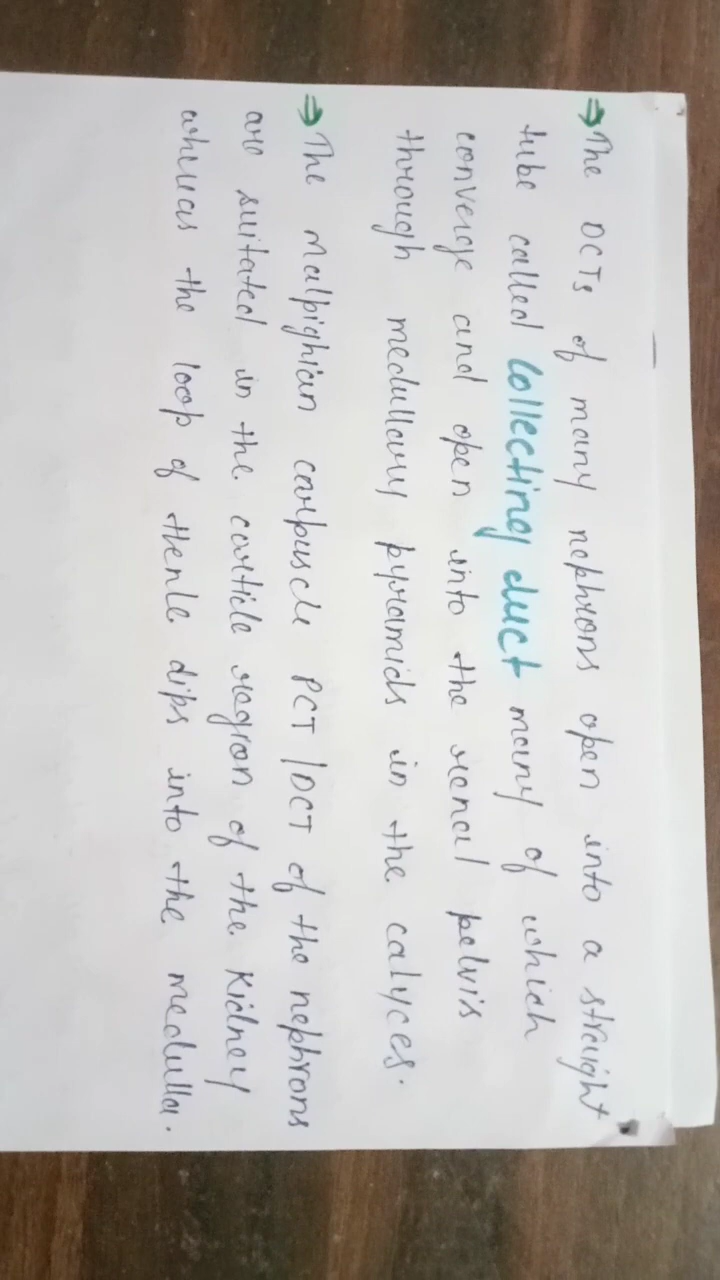 ⇒ The DCTs of many nephrons open into a straight
tube called Collecting duct many of which
converge and open into the renal pelvis
through medullary pyramids in the calyces.
⇒ The Malpighian corpuscle PCT/DCT of the nephrons
are suitated in the corticle region of the Kidney
whereas the loop of Henle dips into the medulla.